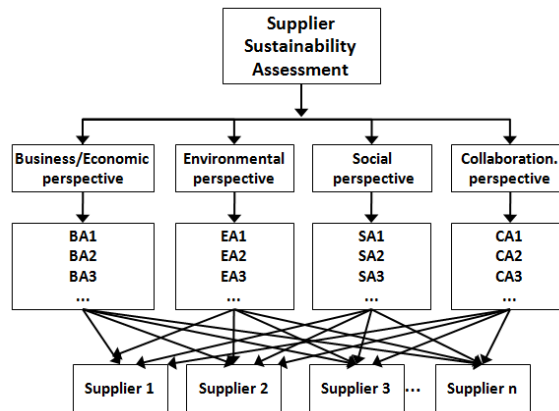 Supplier
Sustainability
Assessment
Business/Economic
perspective
Environmental
perspective
Social
perspective
Collaboration.
perspective
BA1
BA2
BA3
...
EA1
EA2
EA3
...
SA1
SA2
SA3
...
CA1
CA2
CA3
...
Supplier 1
Supplier 2
Supplier 3
...
Supplier n